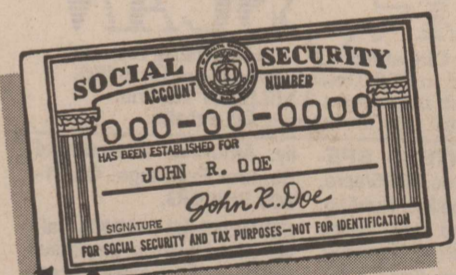 SOCIAL SECURITY
ACCOUNT NUMBER
000-00-0000
HAS BEEN ESTABLISHED FOR
JOHN R. DOE
John R. Doe
SIGNATURE
FOR SOCIAL SECURITY AND TAX PURPOSES—NOT FOR IDENTIFICATION